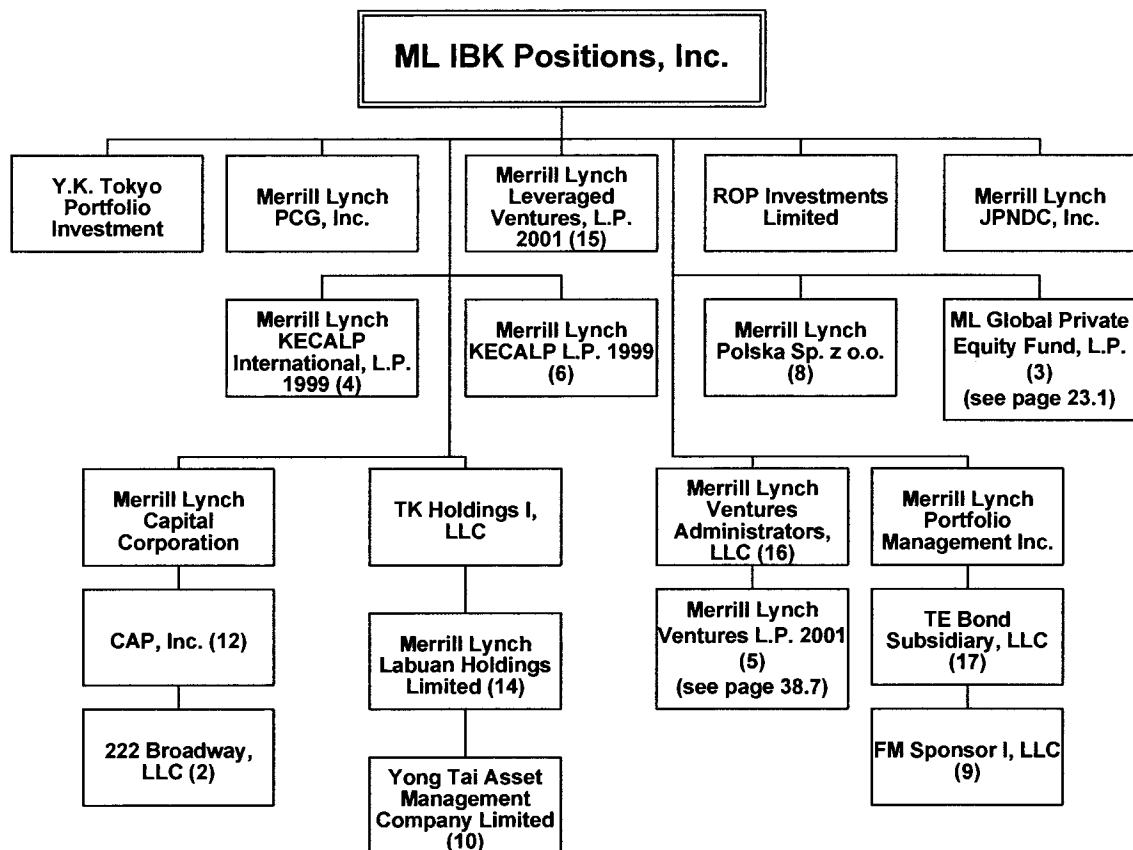 ML IBK Positions, Inc.
Y.K. Tokyo
Portfolio
Investment
Merrill Lynch
PCG, Inc.
Merrill Lynch
Leveraged
Ventures, L.P.
2001 (15)
ROP Investments
Limited
Merrill Lynch
JPNDC, Inc.
Merrill Lynch
KECALP
International, L.P.
1999 (4)
Merrill Lynch
KECALP L.P. 1999
(6)
Merrill Lynch
Polska Sp. z o.o.
(8)
ML Global Private
Equity Fund, L.P.
(3)
(see page 23.1)
Merrill Lynch
Capital
Corporation
TK Holdings I,
LLC
Merrill Lynch
Ventures
Administrators,
LLC (16)
Merrill Lynch
Portfolio
Management Inc.
CAP, Inc. (12)
Merrill Lynch
Labuan Holdings
Limited (14)
Merrill Lynch
Ventures L.P. 2001
(5)
(see page 38.7)
TE Bond
Subsidiary, LLC
(17)
222 Broadway,
LLC (2)
Yong Tai Asset
Management
Company Limited
(10)
FM Sponsor I, LLC
(9)